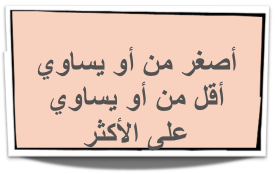 أصغر من أو يساوي
أقل من أو يساوي
على الأكثر